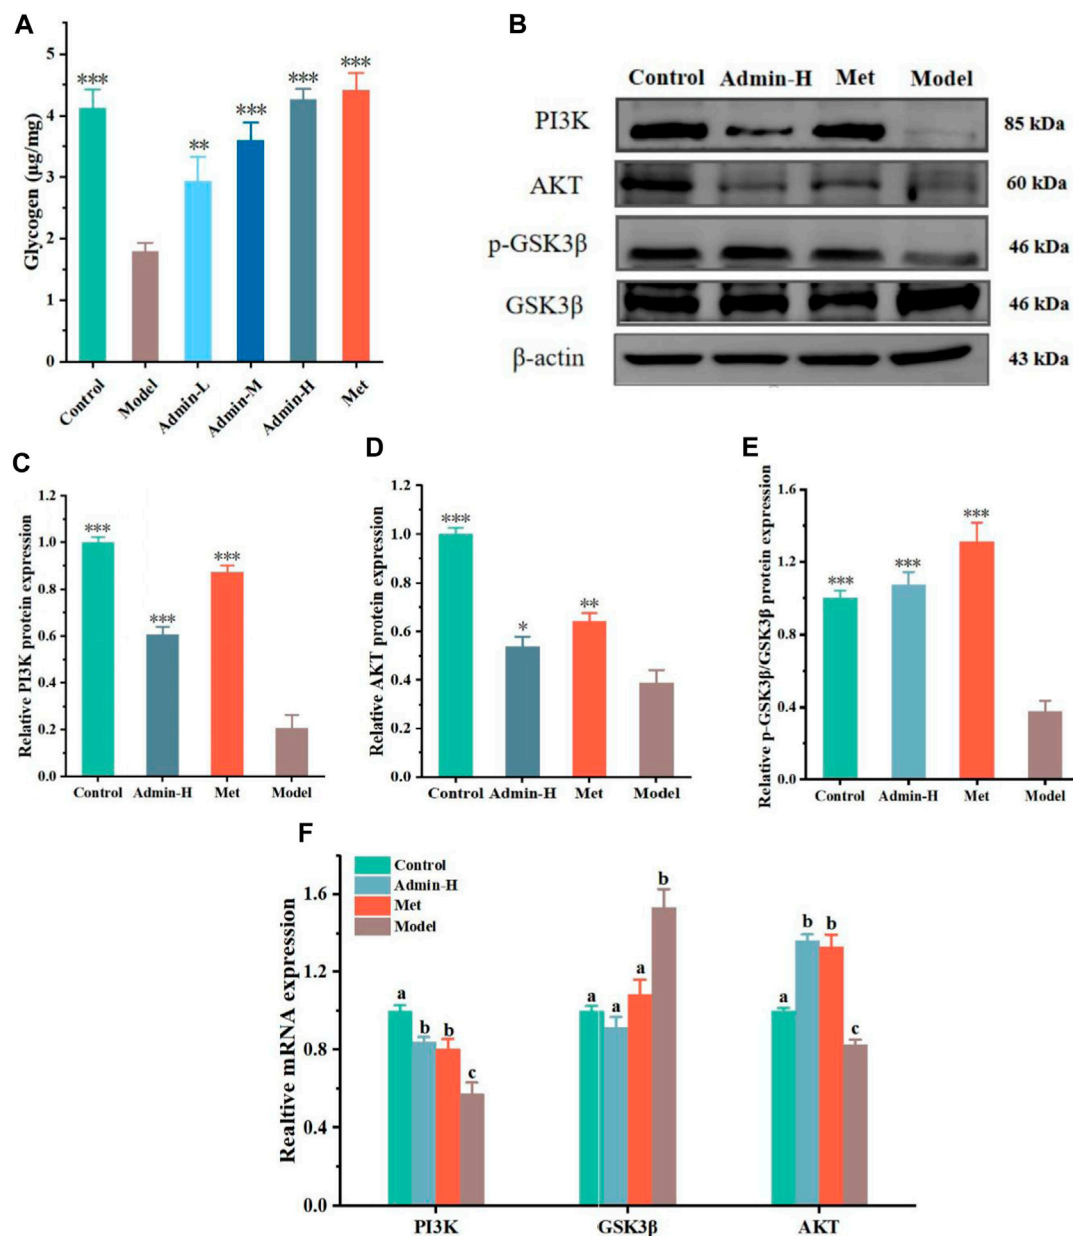 A
Glycogen (μg/mg)
5
4
3
2
1
0
***
**
***
***
***
Control
Model
Admin-L
Admin-M
Admin-H
Met
B
Control Admin-H Met Model
PI3K 85 kDa
AKT 60 kDa
p-GSK3β 46 kDa
GSK3β 46 kDa
β-actin 43 kDa
C
Relative PI3K protein expression
1.2
1.0
0.8
0.6
0.4
0.2
0.0
***
***
***
Control Admin-H Met Model
D
Relative AKT protein expression
1.2
1.0
0.8
0.6
0.4
0.2
0.0
***
*
**
Control Admin-H Met Model
E
Relative p-GSK3β/GSK3β protein expression
1.6
1.2
0.8
0.4
0.0
***
***
***
Control Admin-H Met Model
F
Realtive mRNA expression
1.6
1.2
0.8
0.4
0.0
Control
Admin-H
Met
Model
a b b c
a a a b
a b b c
PI3K GSK3β AKT